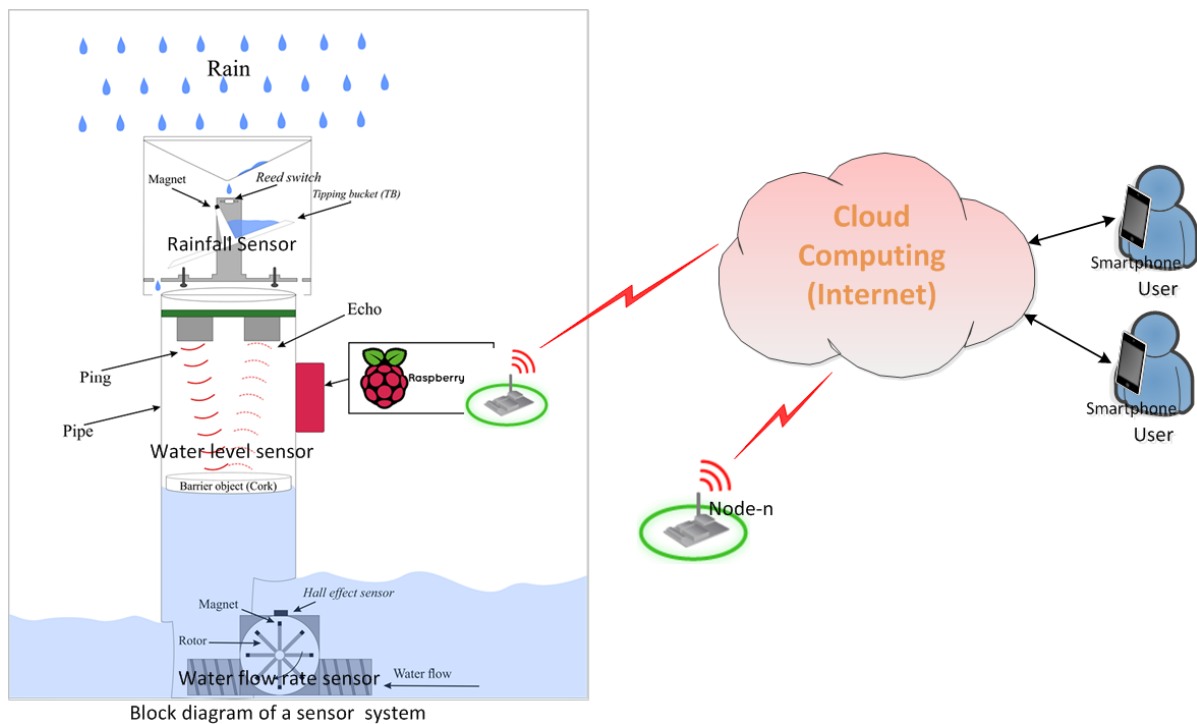 Rain
Magnet
Reed switch
Tipping bucket (TB)
Rainfall Sensor
Echo
Ping
Raspberry
Pipe
Water level sensor
Barrier object (Cork)
Hall effect sensor
Magnet
Rotor
Water flow
Water flow rate sensor
Block diagram of a sensor system
Cloud
Computing
(Internet)
Node-n
Smartphone
User
Smartphone
User